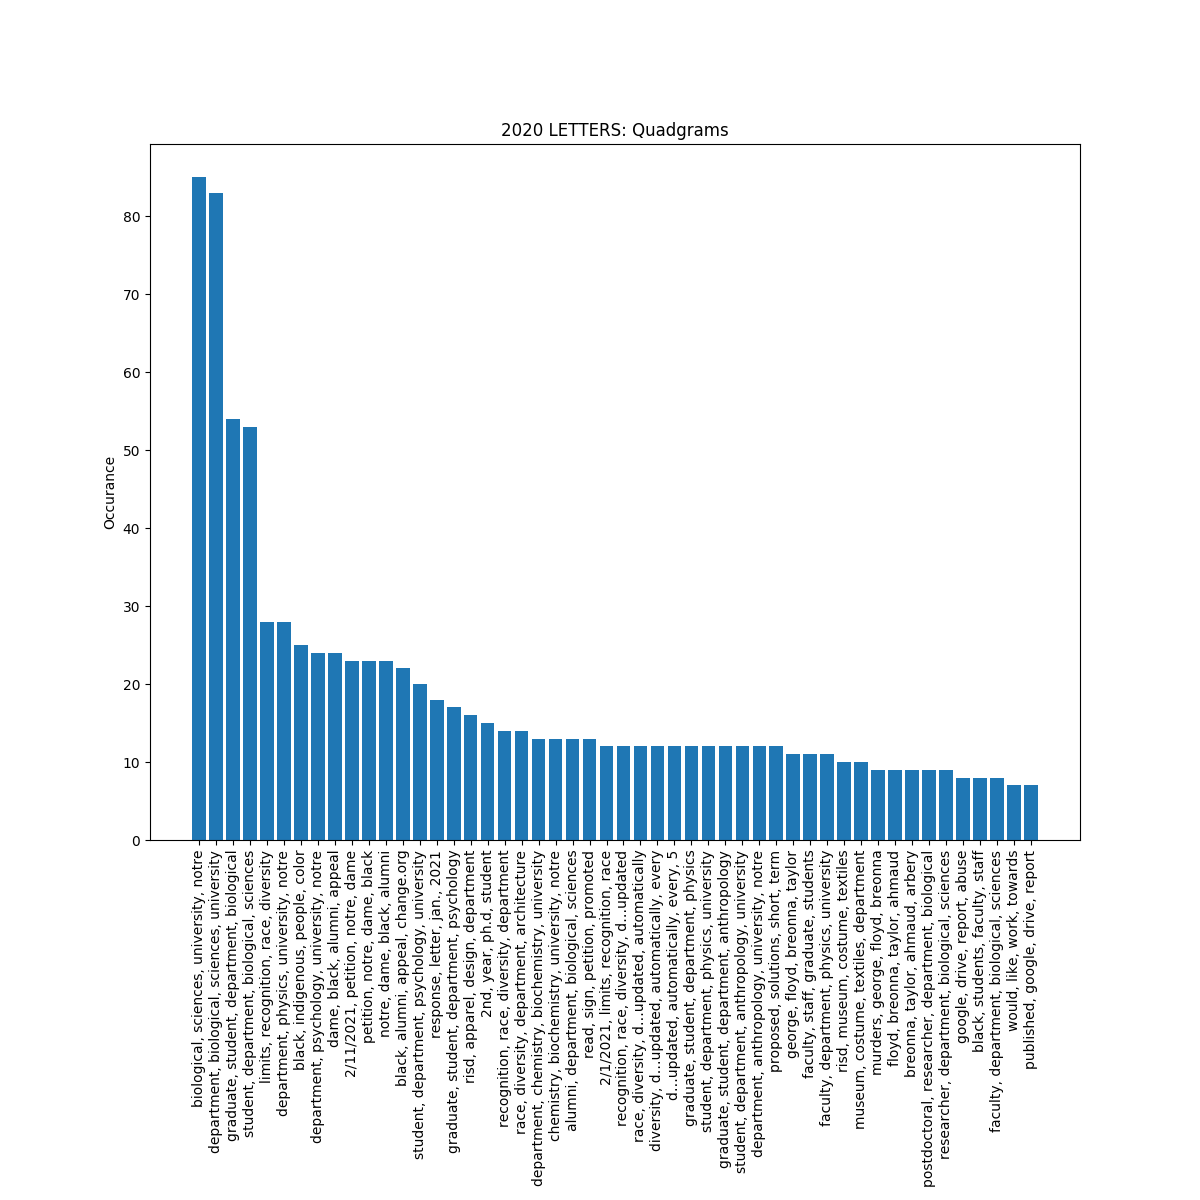 2020 LETTERS: Quadgrams
Occurance
80
70
60
50
40
30
20
10
0
biological, sciences, university, notre
department, biological, sciences, university
graduate, student, department, biological
student, department, biological, sciences
limits, recognition, race, diversity
department, physics, university, notre
black, indigenous, people, color
department, psychology, university, notre
dame, black, alumni, appeal
2/11/2021, petition, notre, dame
petition, notre, dame, black
notre, dame, black, alumni
black, alumni, appeal, change.org
student, department, psychology, university
response, letter, jan., 2021
graduate, student, department, psychology
risd, apparel, design, department
2nd, year, ph.d, student
recognition, race, diversity, department
race, diversity, department, architecture
department, chemistry, biochemistry, university
chemistry, biochemistry, university, notre
alumni, department, biological, sciences
read, sign, petition, promoted
2/1/2021, limits, recognition, race
recognition, race, diversity, d...updated
race, diversity, d...updated, automatically
diversity, d...updated, automatically, every
d...updated, automatically, every, 5
graduate, student, department, physics
student, department, physics, university
graduate, student, department, anthropology
student, department, anthropology, university
department, anthropology, university, notre
proposed, solutions, short, term
george, floyd, breonna, taylor
faculty, staff, graduate, students
faculty, department, physics, university
risd, museum, costume, textiles
museum, costume, textiles, department
murders, george, floyd, breonna
floyd, breonna, taylor, ahmaud
breonna, taylor, ahmaud, arbery
postdoctoral, researcher, department, biological
researcher, department, biological, sciences
google, drive, report, abuse
black, students, faculty, staff
faculty, department, biological, sciences
would, like, work, towards
published, google, drive, report